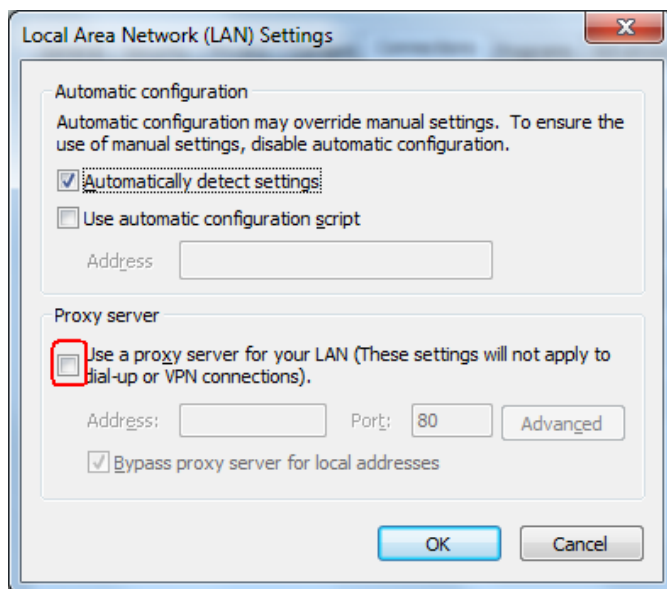 Local Area Network (LAN) Settings
Automatic configuration
Automatic configuration may override manual settings. To ensure the
use of manual settings, disable automatic configuration.
Automatically detect settings
Use automatic configuration script
Address
Proxy server
Use a proxy server for your LAN (These settings will not apply to
dial-up or VPN connections).
Address: Port: 80 Advanced
Bypass proxy server for local addresses
OK Cancel